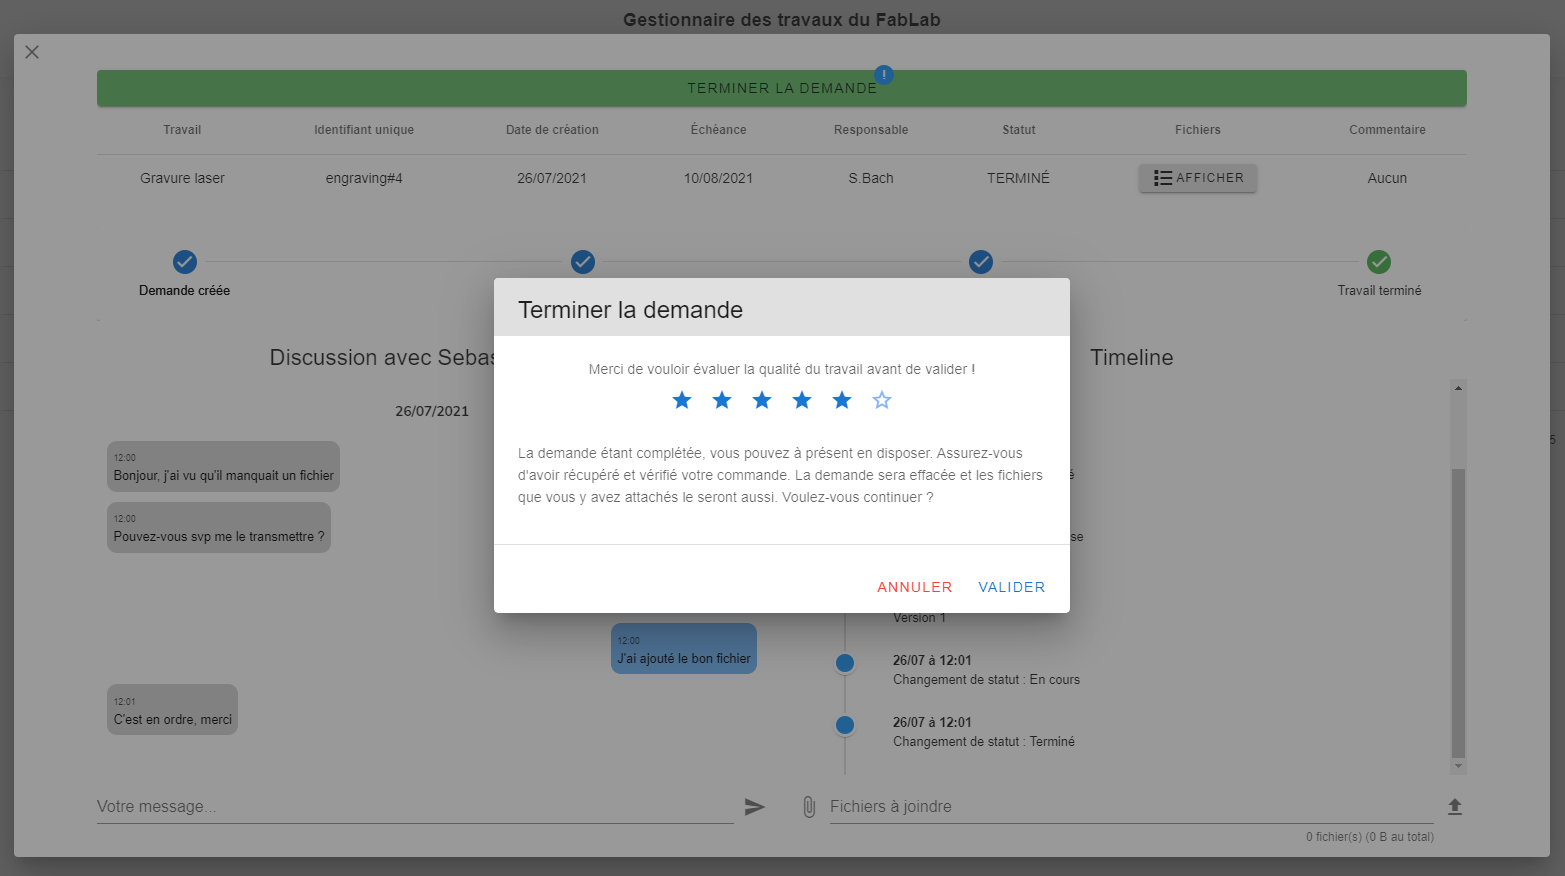 Gestionnaire des travaux du FabLab
TERMINER LA DEMANDE !
Travail Identifiant unique Date de création Échéance Responsable Statut Fichiers Commentaire
Gravure laser engraving#4 26/07/2021 10/08/2021 S.Bach TERMINÉ AFFICHER Aucun
Demande créée
Travail terminé
Terminer la demande
Merci de vouloir évaluer la qualité du travail avant de valider !
La demande étant complétée, vous pouvez à présent en disposer. Assurez-vous
d'avoir récupéré et vérifié votre commande. La demande sera effacée et les fichiers
que vous y avez attachés le seront aussi. Voulez-vous continuer ?
ANNULER VALIDER
Discussion avec
26/07/2021
12:00
Bonjour, j'ai vu qu'il manquait un fichier
12:00
Pouvez-vous svp me le transmettre ?
12:00
J'ai ajouté le bon fichier
12:01
C'est en ordre, merci
Votre message...
Timeline
Version 1
26/07 à 12:01
Changement de statut : En cours
26/07 à 12:01
Changement de statut : Terminé
Fichiers à joindre
0 fichier(s) (0 B au total)